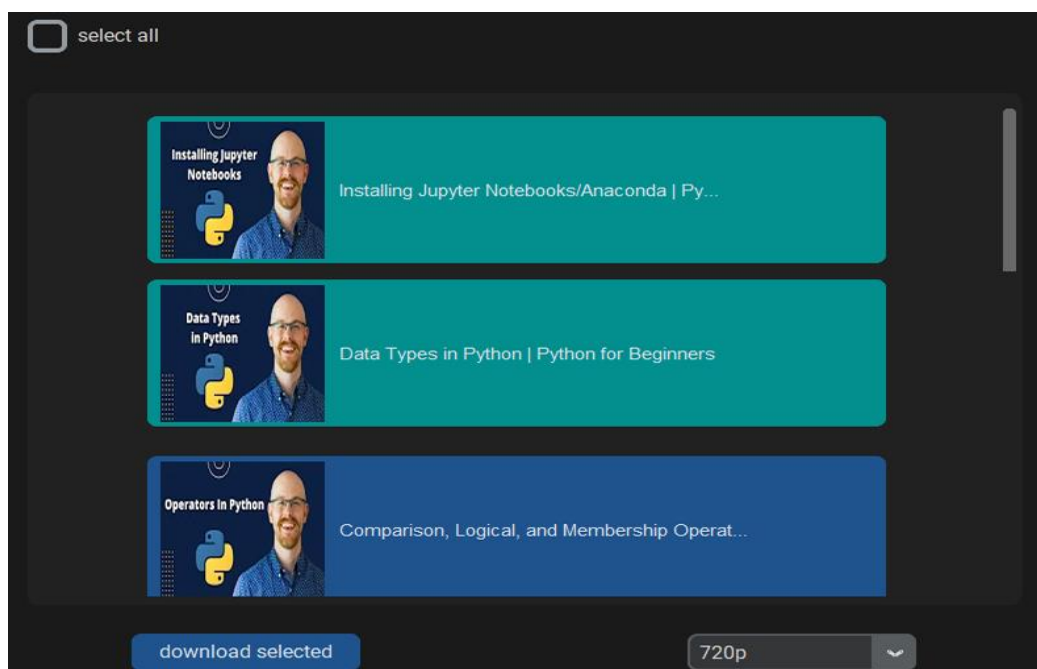 select all
Installing Jupyter
Notebooks
Installing Jupyter Notebooks/Anaconda | Py...
Data Types
in Python
Data Types in Python | Python for Beginners
Operators In Python
Comparison, Logical, and Membership Operat...
download selected
720p